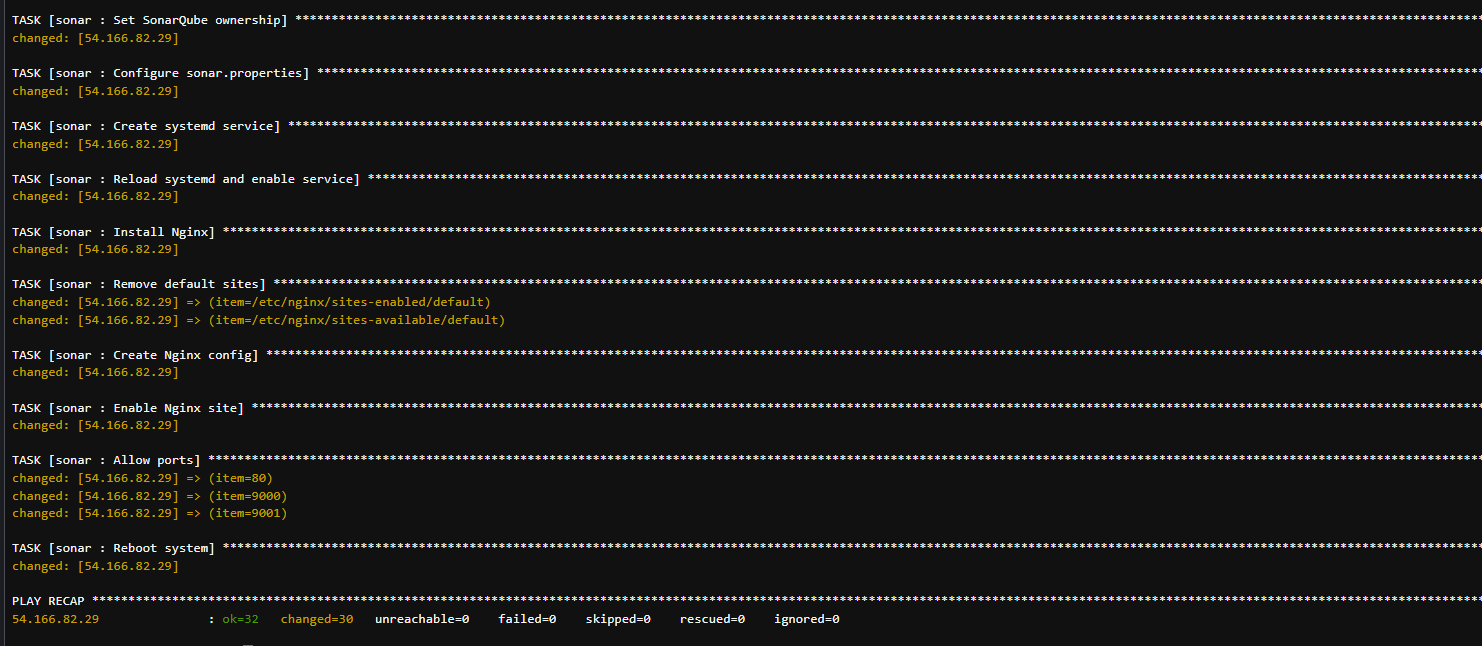 TASK [sonar : Set SonarQube ownership] ***********************************************************************************************************************************************************************
changed: [54.166.82.29]
TASK [sonar : Configure sonar.properties] ********************************************************************************************************************************************************************
changed: [54.166.82.29]
TASK [sonar : Create systemd service] ************************************************************************************************************************************************************************
changed: [54.166.82.29]
TASK [sonar : Reload systemd and enable service] *************************************************************************************************************************************************************
changed: [54.166.82.29]
TASK [sonar : Install Nginx] *********************************************************************************************************************************************************************************
changed: [54.166.82.29]
TASK [sonar : Remove default sites] **************************************************************************************************************************************************************************
changed: [54.166.82.29] => (item=/etc/nginx/sites-enabled/default)
changed: [54.166.82.29] => (item=/etc/nginx/sites-available/default)
TASK [sonar : Create Nginx config] ***************************************************************************************************************************************************************************
changed: [54.166.82.29]
TASK [sonar : Enable Nginx site] *****************************************************************************************************************************************************************************
changed: [54.166.82.29]
TASK [sonar : Allow ports] ***********************************************************************************************************************************************************************************
changed: [54.166.82.29] => (item=80)
changed: [54.166.82.29] => (item=9000)
changed: [54.166.82.29] => (item=9001)
TASK [sonar : Reboot system] *********************************************************************************************************************************************************************************
changed: [54.166.82.29]
PLAY RECAP ***************************************************************************************************************************************************************************************************
54.166.82.29 : ok=32 changed=30 unreachable=0 failed=0 skipped=0 rescued=0 ignored=0